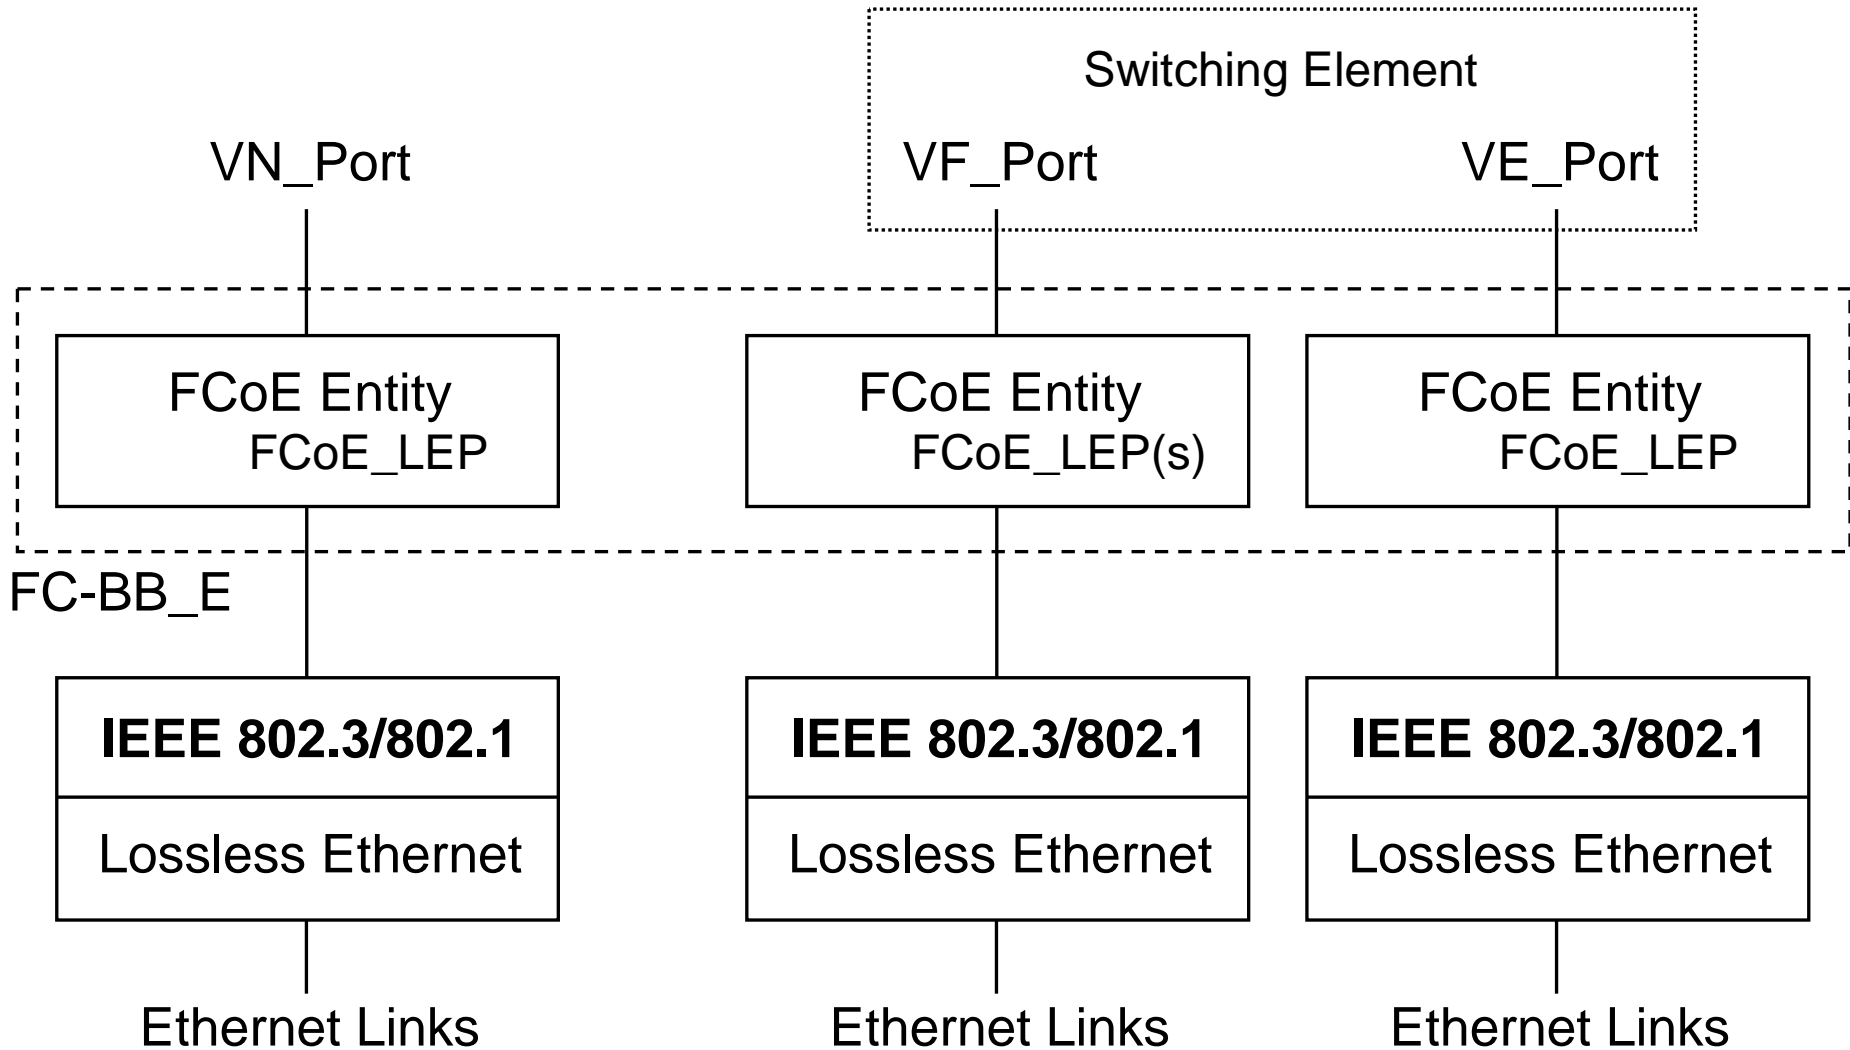 Switching Element
VN_Port
VF_Port
VE_Port
FCoE Entity
FCoE_LEP
FCoE Entity
FCoE_LEP(s)
FCoE Entity
FCoE_LEP
FC-BB_E
IEEE 802.3/802.1
Lossless Ethernet
IEEE 802.3/802.1
Lossless Ethernet
IEEE 802.3/802.1
Lossless Ethernet
Ethernet Links
Ethernet Links
Ethernet Links